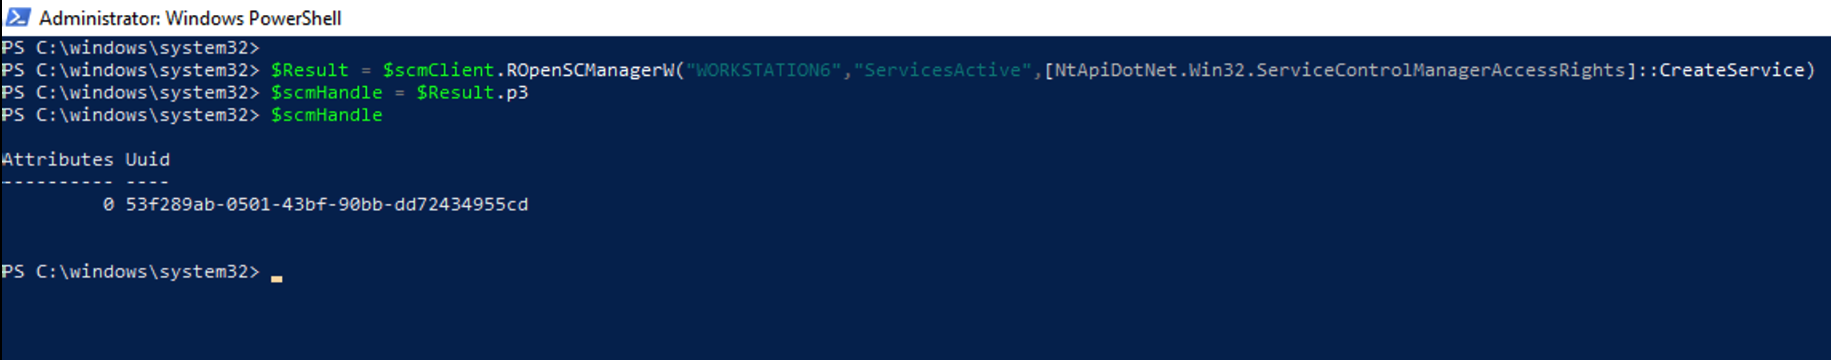 Administrator: Windows PowerShell
PS C:\windows\system32>
PS C:\windows\system32> $Result = $scmClient.ROpenSCManagerW("WORKSTATION6","ServicesActive",[NtApiDotNet.Win32.ServiceControlManagerAccessRights]::CreateService)
PS C:\windows\system32> $scmHandle = $Result.p3
PS C:\windows\system32> $scmHandle
Attributes Uuid
---------- ----
0 53f289ab-0501-43bf-90bb-dd72434955cd
PS C:\windows\system32>